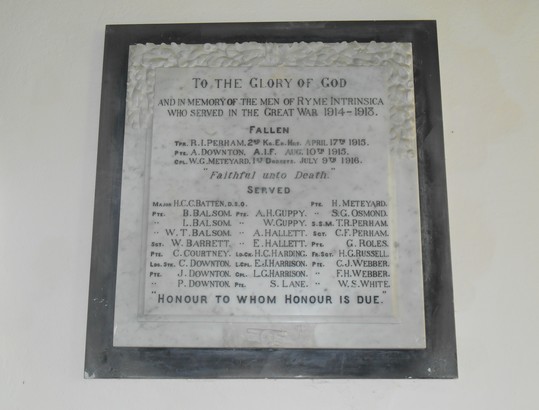 TO THE GLORY OF GOD
AND IN MEMORY OF THE MEN OF RYME INTRINSICA
WHO SERVED IN THE GREAT WAR 1914-1918.
FALLEN
TPR. R.I. PERHAM, 2ND KG. ED. HRS. APRIL 17TH 1915.
PTE. A. DOWNTON, A.I.F. AUG. 10TH 1915.
CPL. W.G. METEYARD, 1ST DORSETS. JULY 9TH 1916.
"Faithful unto Death."
SERVED
MAJOR H.C.C. BATTEN, D.S.O. PTE. H. METEYARD.
PTE. B. BALSOM. PTE. A.H. GUPPY. " S.G. OSMOND.
" L. BALSOM. " W. GUPPY. S.S.M. T.R. PERHAM.
" W.T. BALSOM. " A. HALLETT. SGT. C.F. PERHAM.
SGT. W. BARRETT. " E. HALLETT. PTE. G. ROLES.
PTE. C. COURTNEY. H.C. HARDING. H.G. RUSSELL.
C. DOWNTON. L.CPL. E.J. HARRISON. PTE. C.J. WEBBER.
PTE. J. DOWNTON. CPL. L.G. HARRISON. " F.H. WEBBER.
" P. DOWNTON. PTE. S. LANE. " W.S. WHITE.
"HONOUR TO WHOM HONOUR IS DUE."